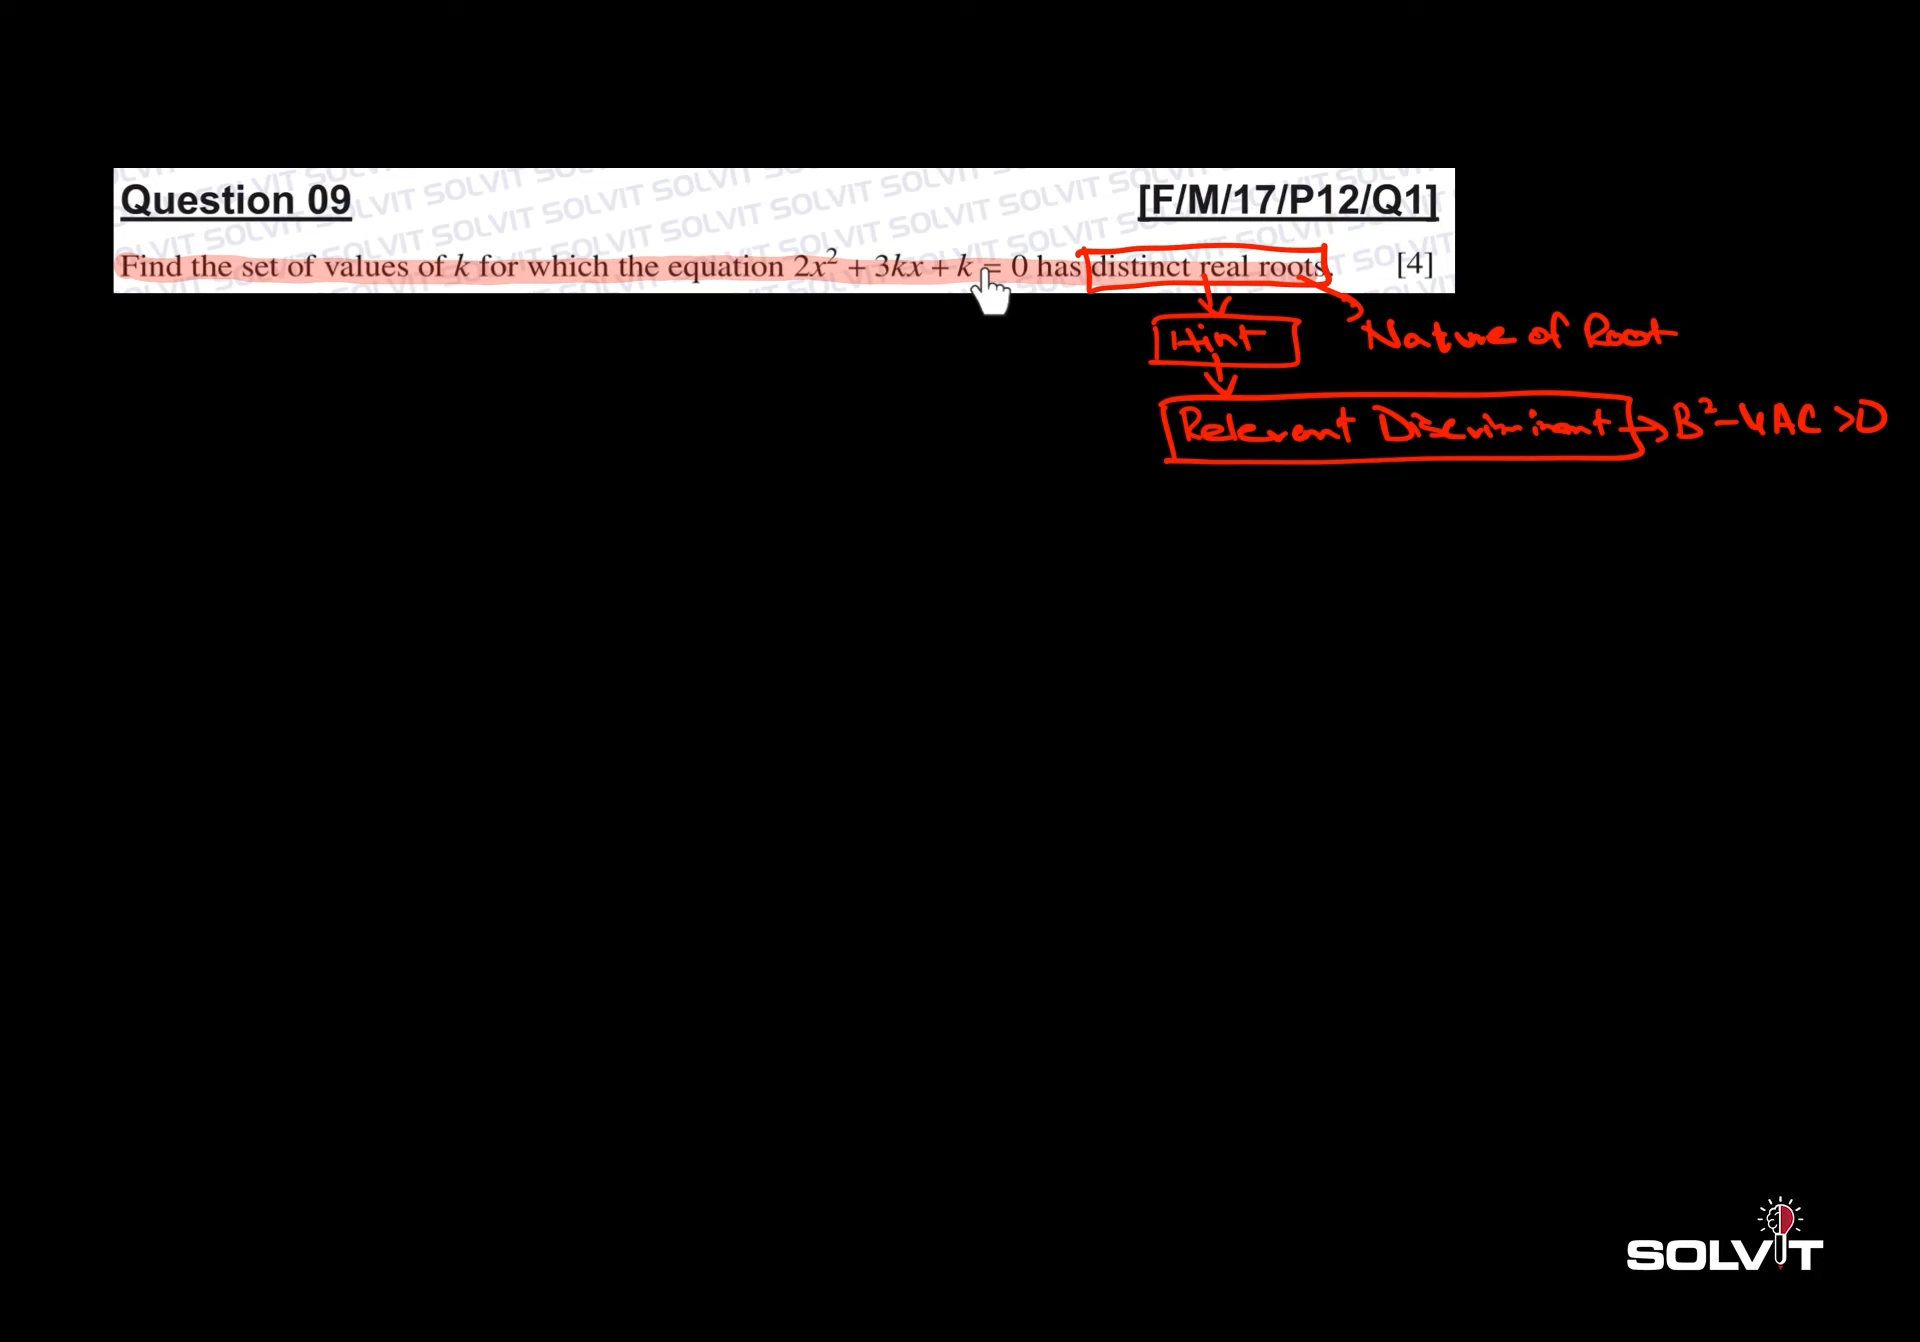 Question 09 [F/M/17/P12/Q1]
Find the set of values of k for which the equation 2x² + 3kx + k = 0 has distinct real roots. [4]
Hint Nature of Root
Relevant Discriminant → B²-4AC >0
SOLVIT